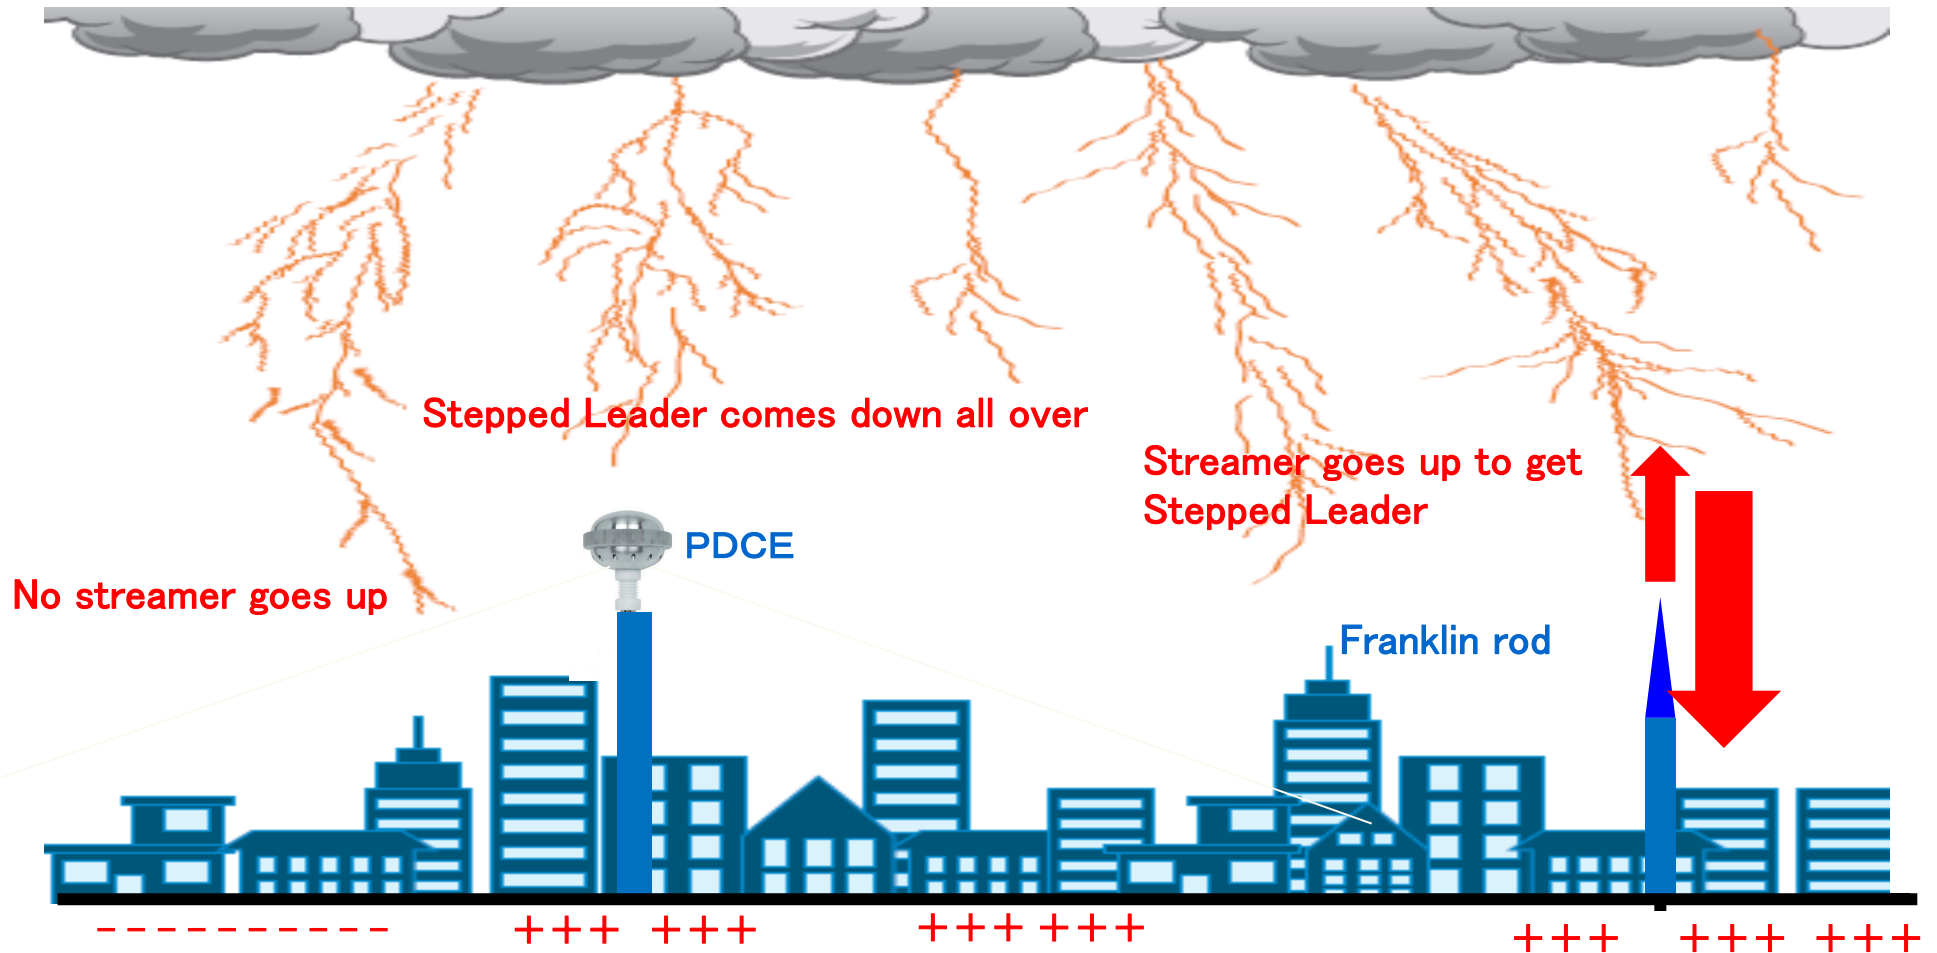 Stepped Leader comes down all over
Streamer goes up to get
Stepped Leader
PDCE
No streamer goes up
Franklin rod
- - - - - - - - - -
+++ +++
+++ +++
+++ +++ +++